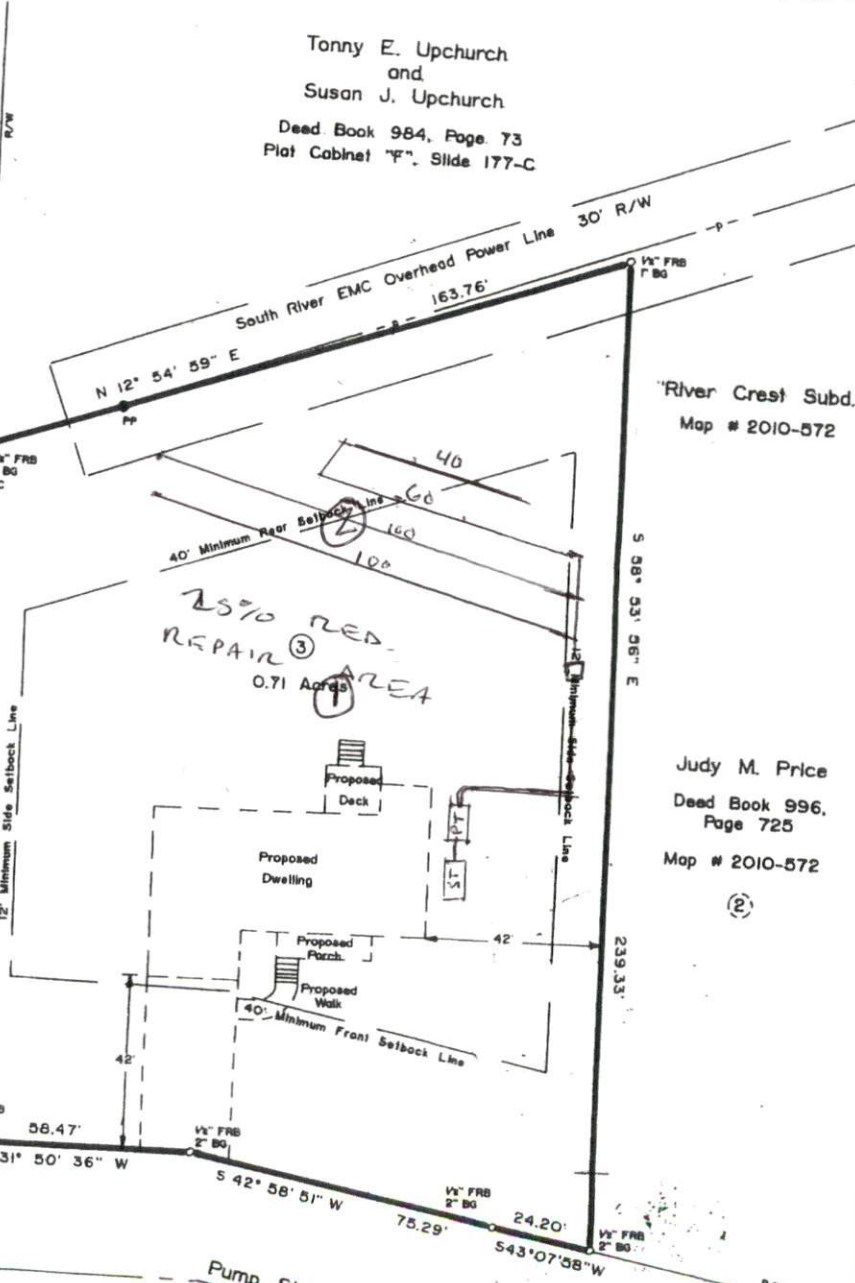 Tonny E. Upchurch
and
Susan J. Upchurch
Deed Book 984, Page 73
Plat Cabinet "F", Slide 177-C
R/W
South River EMC Overhead Power Line 30' R/W
P
163.76'
P
1/2" FRB
1" BG
N 12° 54' 59" E
PP
FRB
BG
"River Crest Subd.
Map # 2010-572
40
60
100
100
2
40' Minimum Rear Setback Line
25% RED.
REPAIR AREA
3
0.71 Acres
1
S 58° 53' 56" E
239.33'
12' Minimum Side Setback Line
12' Minimum Side Setback Line
Judy M. Price
Deed Book 996,
Page 725
Map # 2010-572
2
Proposed
Deck
PT
ST
Proposed
Dwelling
42'
Proposed
Porch
Proposed
Walk
40' Minimum Front Setback Line
42'
58.47'
31° 50' 36" W
1/2" FRB
2" BG
S 42° 58' 51" W
75.29'
1/2" FRB
2" BG
24.20'
S43°07'58"W
1/2" FRB
2" BG
Pump